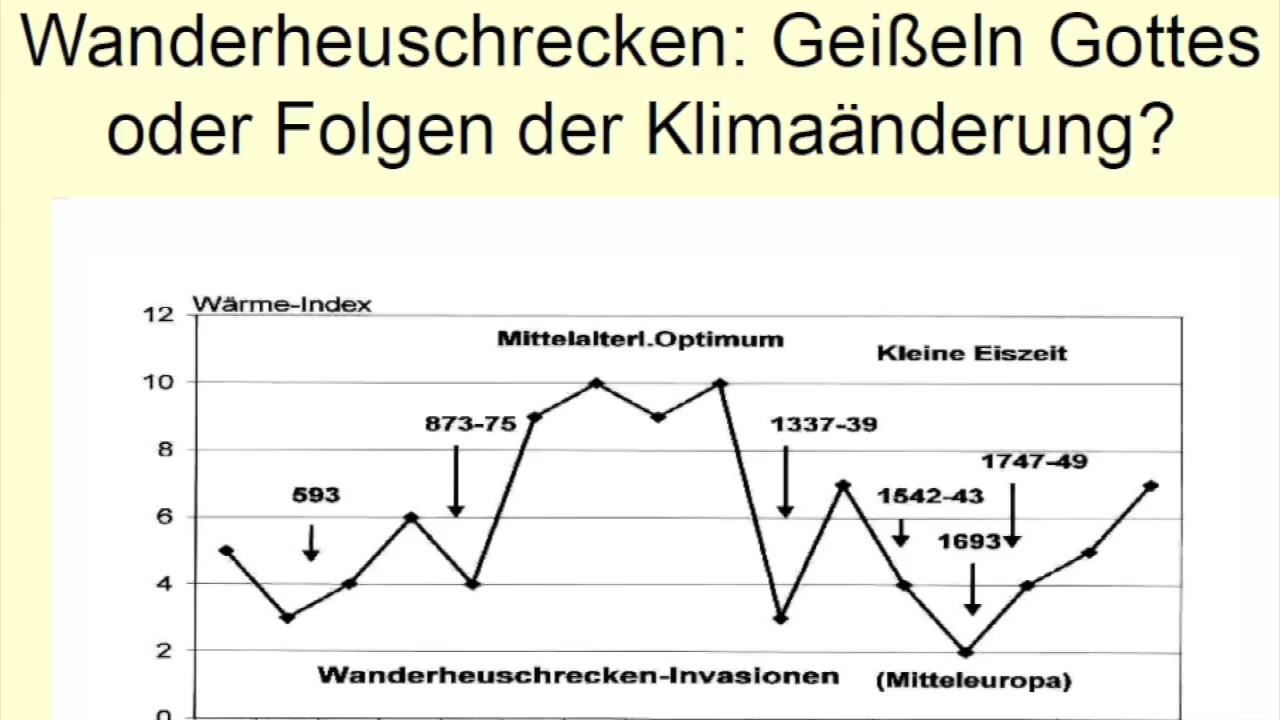 Wanderheuschrecken: Geißeln Gottes
oder Folgen der Klimaänderung?
Wärme-Index
12
Mittelalterl.Optimum
Kleine Eiszeit
10
873-75
1337-39
8
1747-49
593
1542-43
6
1693
4
2
Wanderheuschrecken-Invasionen (Mitteleuropa)
0